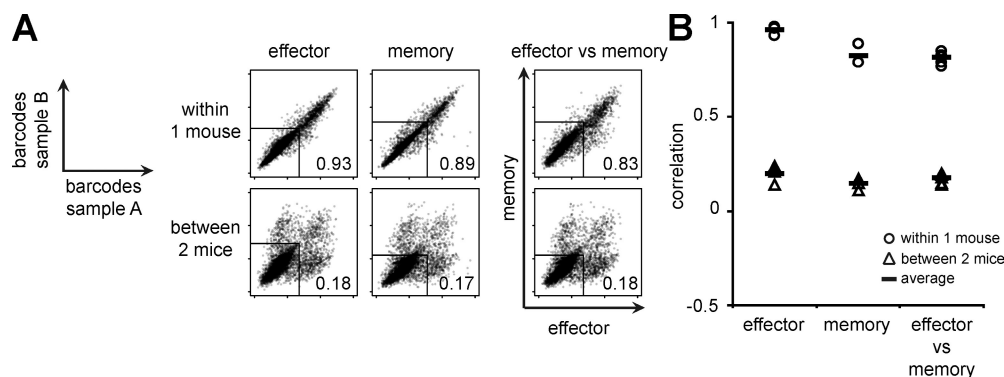 A
barcodes
sample B
barcodes
sample A
effector
memory
effector vs memory
within
1 mouse
0.93
0.89
0.83
between
2 mice
0.18
0.17
0.18
memory
effector
B
1
0.5
0
-0.5
correlation
within 1 mouse
between 2 mice
average
effector
memory
effector
vs
memory